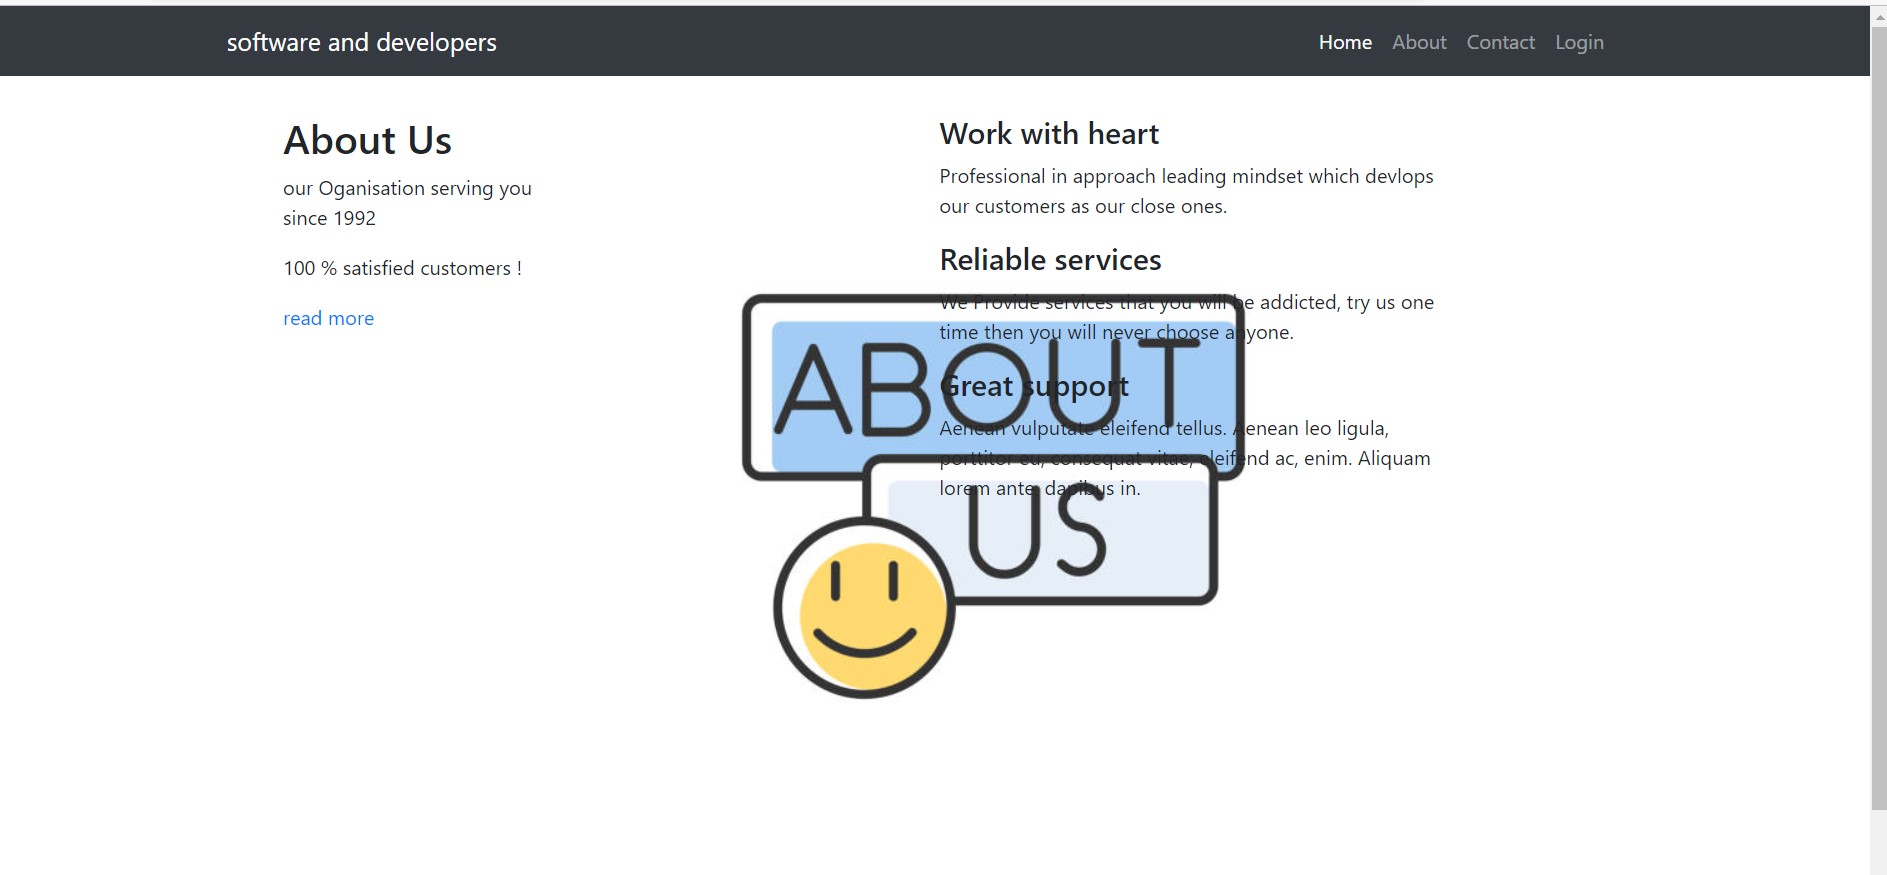 software and developers
Home About Contact Login
About Us
our Oganisation serving you
since 1992
100 % satisfied customers !
read more
Work with heart
Professional in approach leading mindset which devlops
our customers as our close ones.
Reliable services
We Provide services that you will be addicted, try us one
time then you will never choose anyone.
Great support
Aenean vulputate eleifend tellus. Aenean leo ligula,
porttitor eu, consequat vitae, eleifend ac, enim. Aliquam
lorem ante, dapibus in.
ABOUT
US